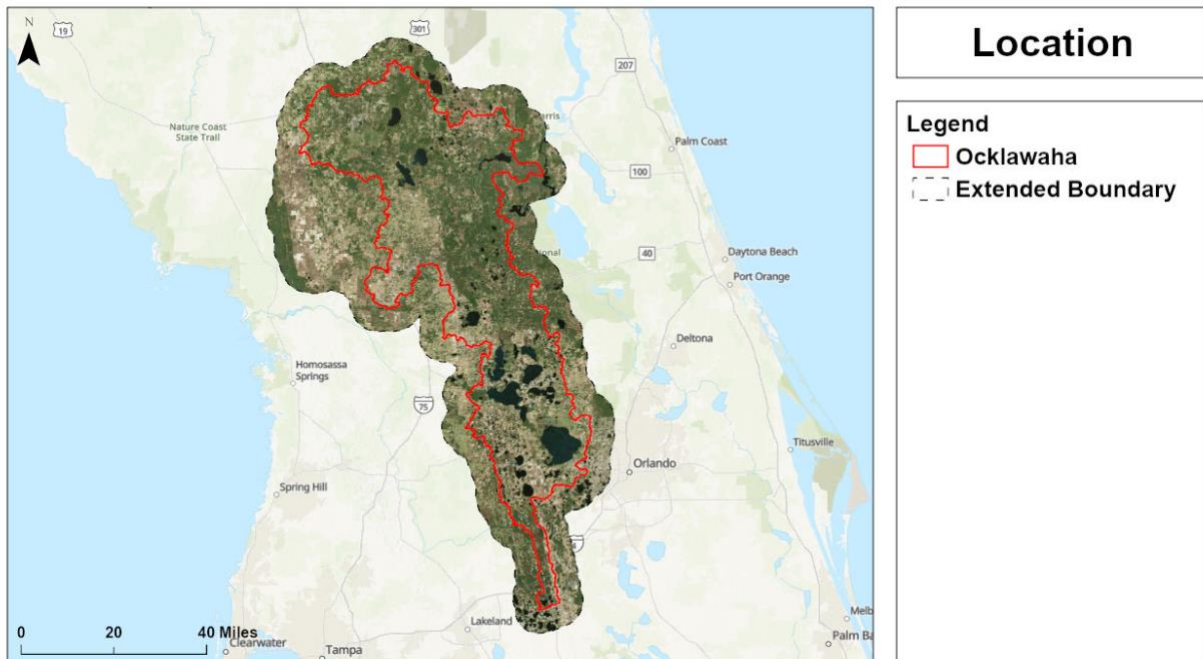 N
19
301
207
Nature Coast
State Trail
Palm Coast
100
40
Daytona Beach
Port Orange
Deltona
Homosassa
Springs
75
Titusville
Orlando
Spring Hill
Lakeland
0 20 40 Miles
Clearwater
Tampa
Location
Legend
Ocklawaha
Extended Boundary